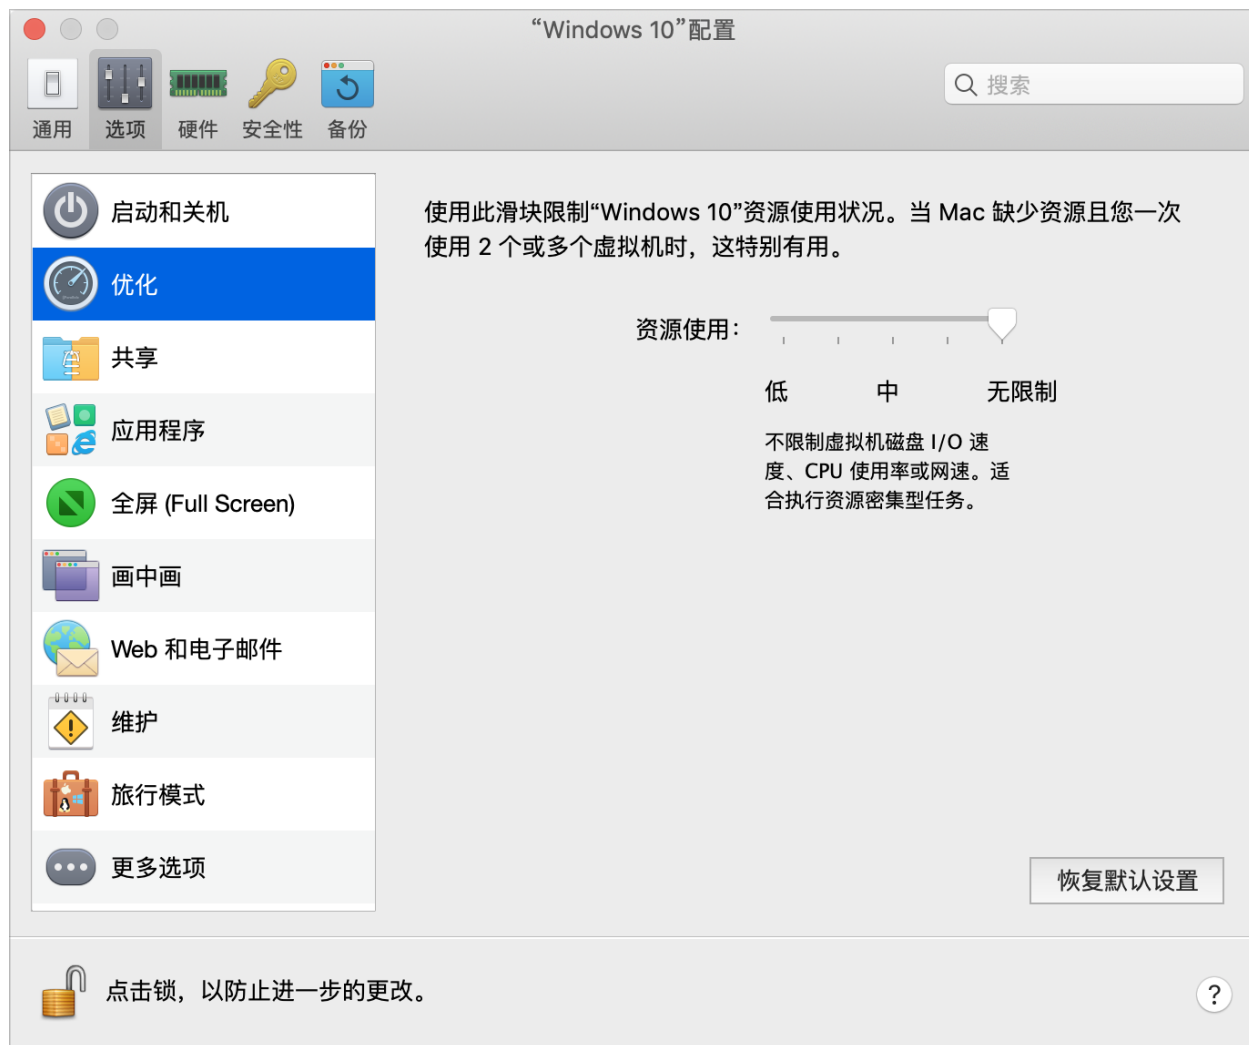 “Windows 10”配置
通用
选项
硬件
安全性
备份
搜索
启动和关机
优化
共享
应用程序
全屏 (Full Screen)
画中画
Web 和电子邮件
维护
旅行模式
更多选项
使用此滑块限制“Windows 10”资源使用状况。当 Mac 缺少资源且您一次
使用 2 个或多个虚拟机时，这特别有用。
资源使用：
低 中 无限制
不限制虚拟机磁盘 I/O 速
度、CPU 使用率或网速。适
合执行资源密集型任务。
恢复默认设置
点击锁，以防止进一步的更改。
?